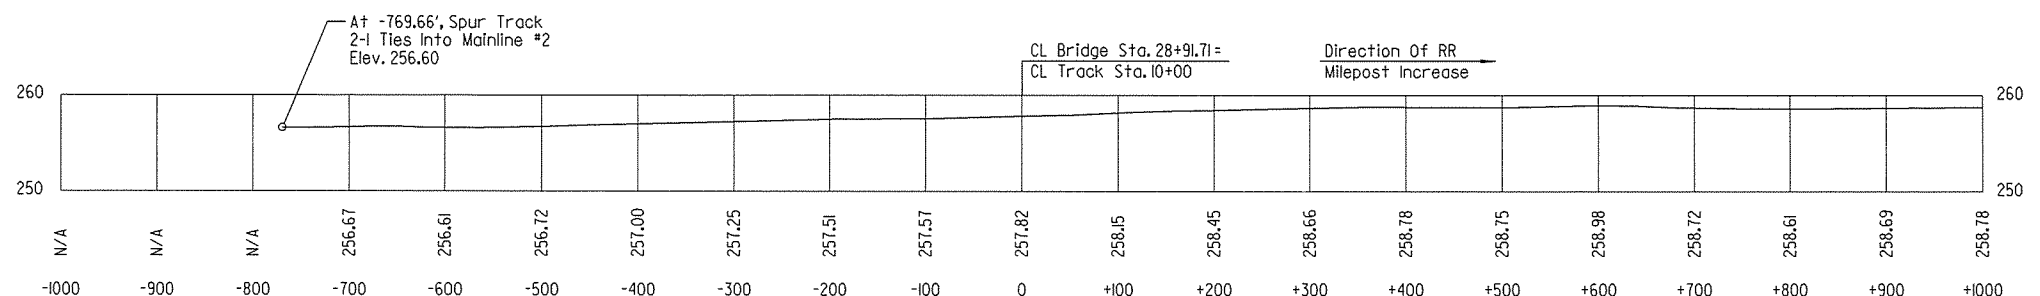 At -769.66', Spur Track
2-1 Ties Into Mainline #2
Elev. 256.60
CL Bridge Sta. 28+91.71=
CL Track Sta. 10+00
Direction Of RR
Milepost Increase
260
260
250
250
N/A N/A N/A 256.67 256.61 256.72 257.00 257.25 257.51 257.57 257.82 258.15 258.45 258.66 258.78 258.75 258.98 258.72 258.61 258.69 258.78
-1000 -900 -800 -700 -600 -500 -400 -300 -200 -100 0 +100 +200 +300 +400 +500 +600 +700 +800 +900 +1000